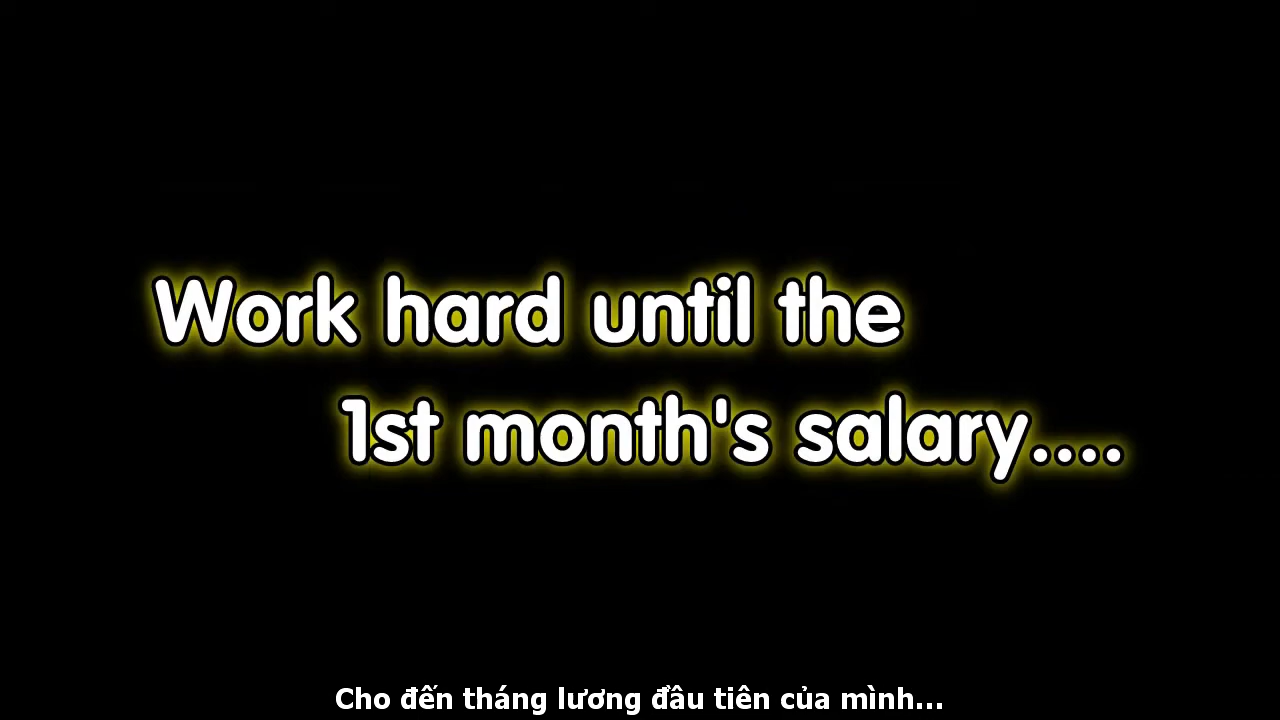 Work hard until the
1st month's salary....
Cho đến tháng lương đầu tiên của mình...